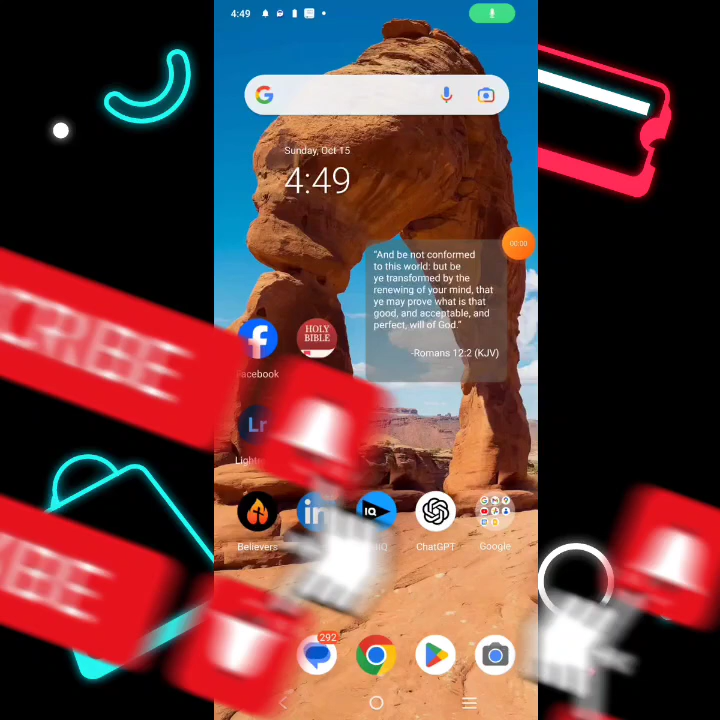 4:49
Sunday, Oct 15
4:49
00:00
"And be not conformed
to this world: but be
ye transformed by the
renewing of your mind, that
ye may prove what is that
good, and acceptable, and
perfect, will of God."
-Romans 12:2 (KJV)
HOLY
BIBLE
Facebook
Lr
IQ
in
Believers
ChatGPT
Google
292